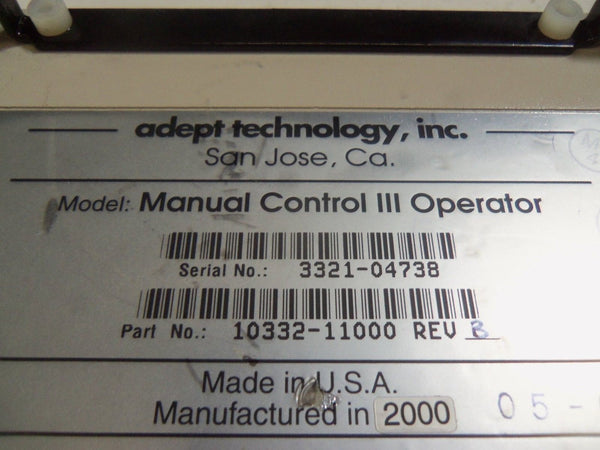 adept technology, inc.
San Jose, Ca.
Model: Manual Control III Operator
Serial No.: 3321-04738
Part No.: 10332-11000 REV B
Made in U.S.A.
Manufactured in 2000 05-